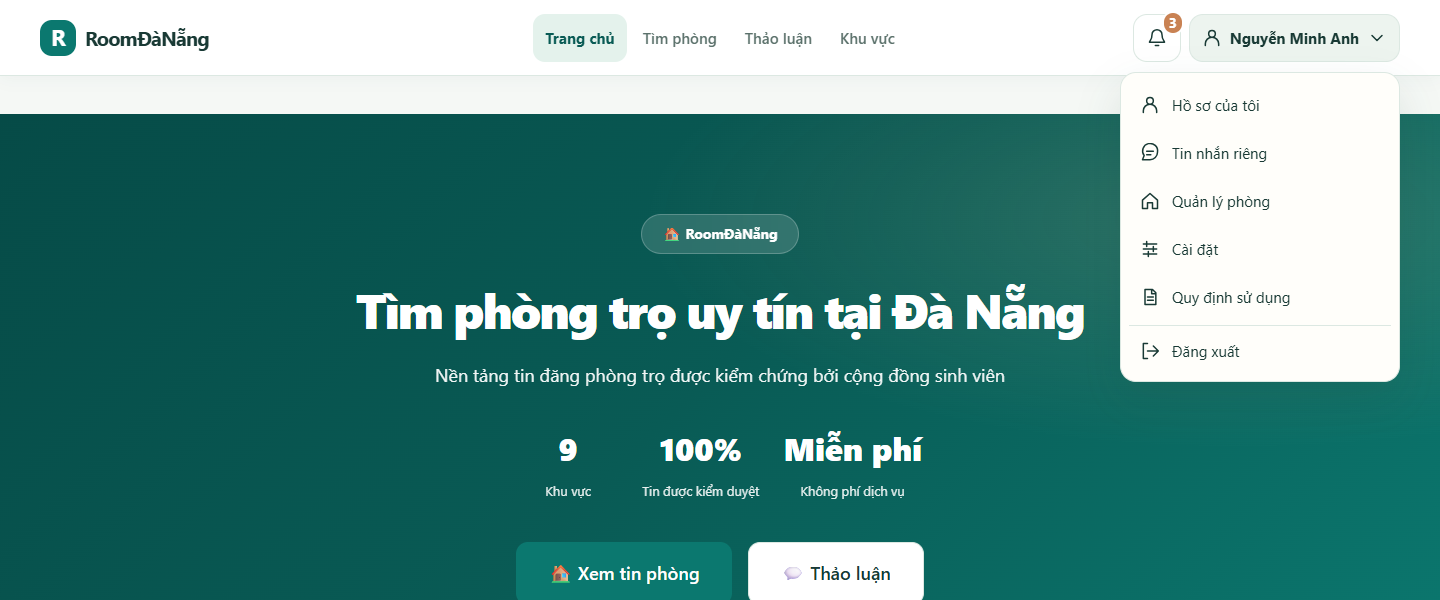 R RoomĐàNẵng
Trang chủ Tìm phòng Thảo luận Khu vực
3
Nguyễn Minh Anh
Hồ sơ của tôi
Tin nhắn riêng
Quản lý phòng
Cài đặt
Quy định sử dụng
Đăng xuất
RoomĐàNẵng
Tìm phòng trọ uy tín tại Đà Nẵng
Nền tảng tin đăng phòng trọ được kiểm chứng bởi cộng đồng sinh viên
9 100% Miễn phí
Khu vực Tin được kiểm duyệt Không phí dịch vụ
Xem tin phòng Thảo luận